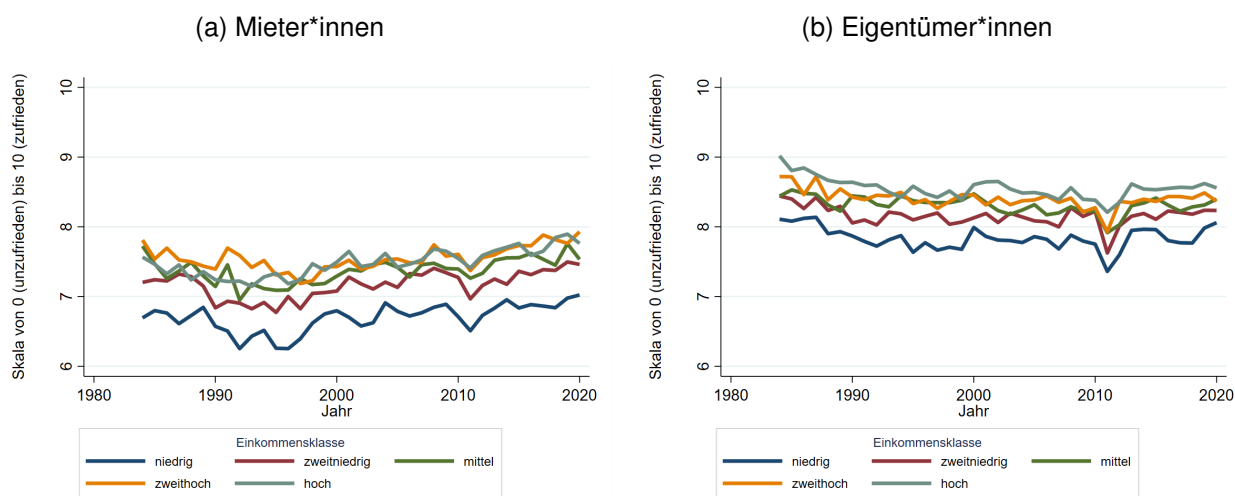 (a) Mieter*innen
Skala von 0 (unzufrieden) bis 10 (zufrieden)
10
9
8
7
6
1980
1990
2000
2010
2020
Jahr
Einkommensklasse
niedrig
zweitniedrig
mittel
zweithoch
hoch
(b) Eigentümer*innen
Skala von 0 (unzufrieden) bis 10 (zufrieden)
10
9
8
7
6
1980
1990
2000
2010
2020
Jahr
Einkommensklasse
niedrig
zweitniedrig
mittel
zweithoch
hoch